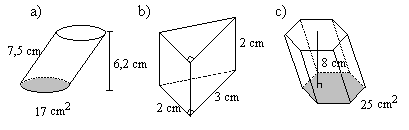 a)
7,5 cm
6,2 cm
17 cm²
b)
2 cm
2 cm
3 cm
c)
8 cm
25 cm²